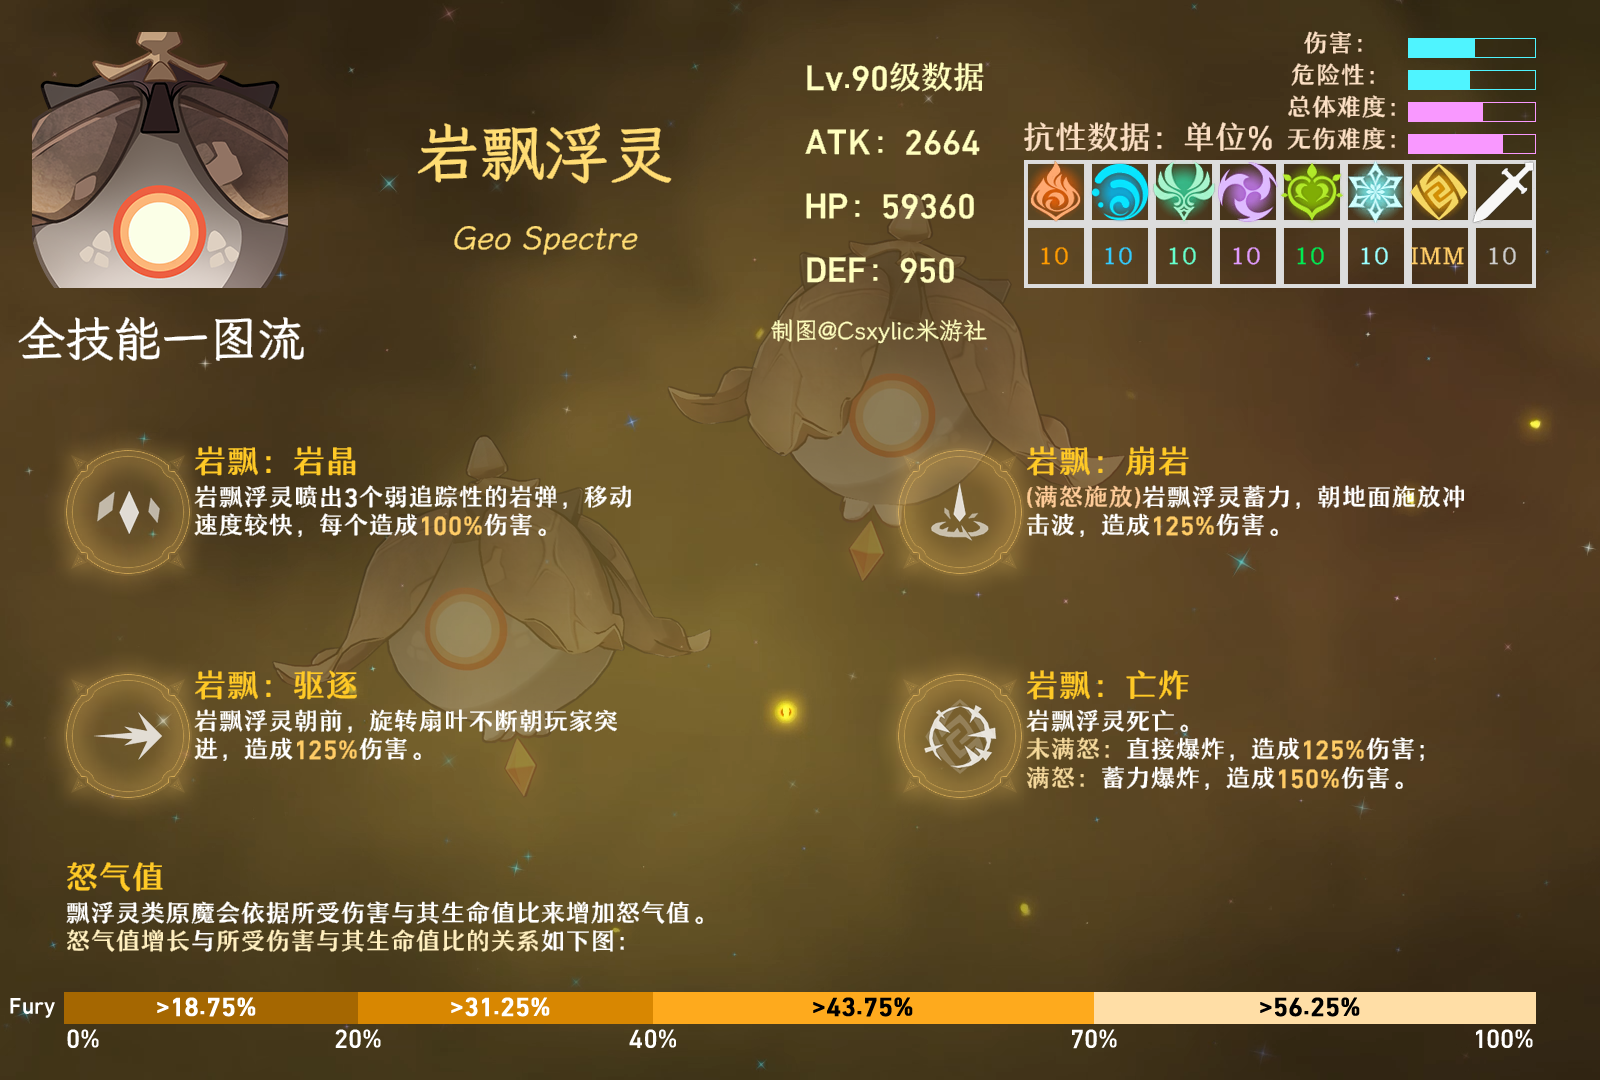 岩飘浮灵
Geo Spectre
全技能一图流
Lv.90级数据
ATK：2664
HP：59360
DEF：950
制图@Csxylic米游社
伤害：
危险性：
总体难度：
无伤难度：
抗性数据：单位%
10 10 10 10 10 10 IMM 10
岩飘：岩晶
岩飘浮灵喷出3个弱追踪性的岩弹，移动
速度较快，每个造成100%伤害。
岩飘：崩岩
(满怒施放)岩飘浮灵蓄力，朝地面施放冲
击波，造成125%伤害。
岩飘：驱逐
岩飘浮灵朝前，旋转扇叶不断朝玩家突
进，造成125%伤害。
岩飘：亡炸
岩飘浮灵死亡。
未满怒：直接爆炸，造成125%伤害；
满怒：蓄力爆炸，造成150%伤害。
怒气值
飘浮灵类原魔会依据所受伤害与其生命值比来增加怒气值。
怒气值增长与所受伤害与其生命值比的关系如下图：
Fury >18.75% >31.25% >43.75% >56.25%
0% 20% 40% 70% 100%